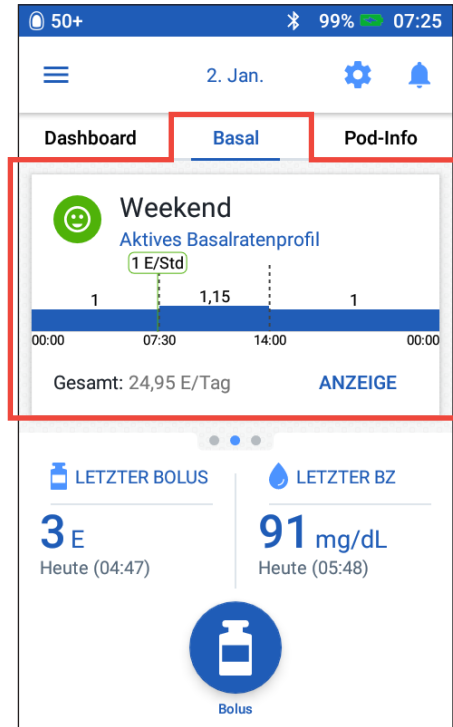 50+ 99% 07:25
2. Jan.
Dashboard Basal Pod-Info
Weekend
Aktives Basalratenprofil
1 E/Std
1 1,15 1
00:00 07:30 14:00 00:00
Gesamt: 24,95 E/Tag ANZEIGE
LETZTER BOLUS LETZTER BZ
3 E 91 mg/dL
Heute (04:47) Heute (05:48)
Bolus